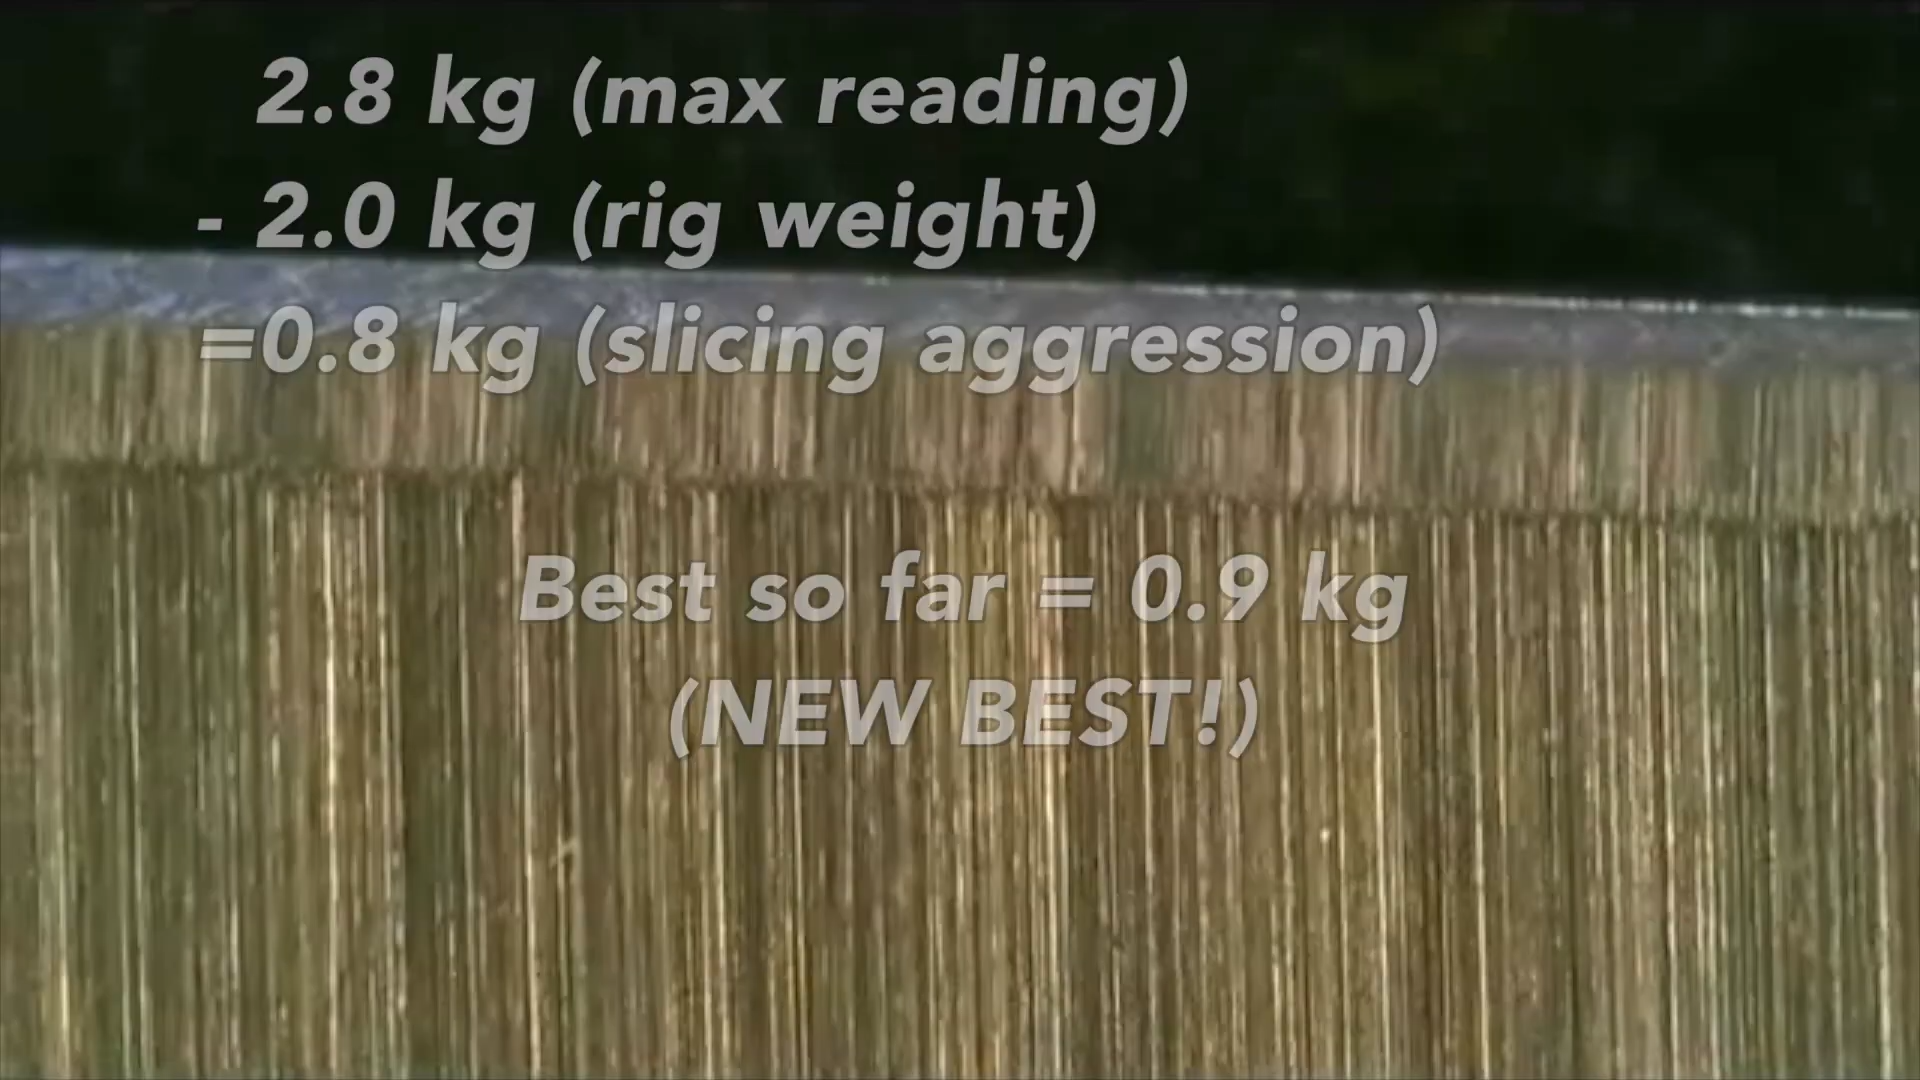 2.8 kg (max reading)
- 2.0 kg (rig weight)
=0.8 kg (slicing aggression)
Best so far = 0.9 kg
(NEW BEST!)